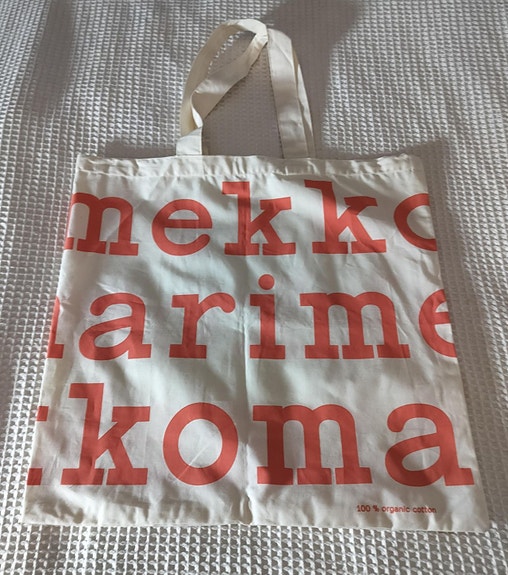 mekko
arime
koma
100 % organic cotton